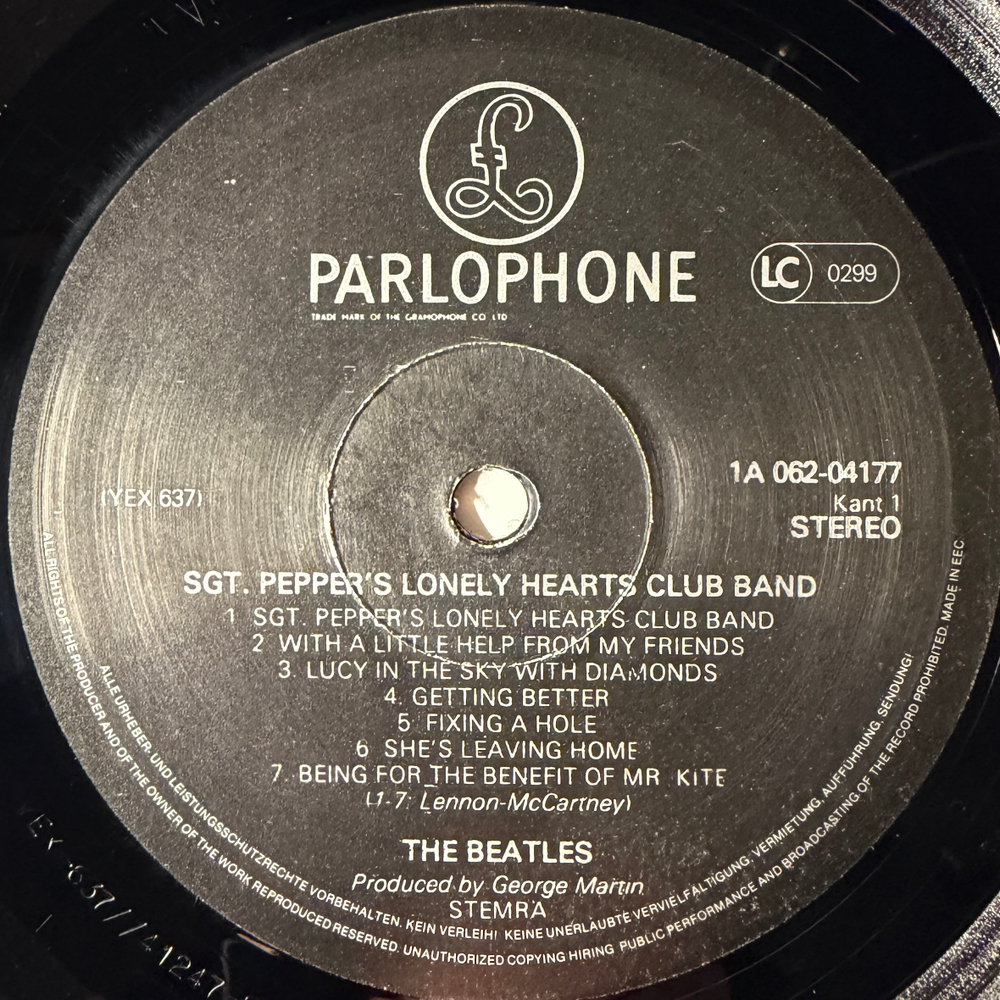 £
PARLOPHONE
TRADE MARK OF THE GRAMOPHONE CO LTD
LC 0299
(YEX 637)
1A 062-04177
Kant 1
STEREO
SGT. PEPPER'S LONELY HEARTS CLUB BAND
1 SGT. PEPPER'S LONELY HEARTS CLUB BAND
2 WITH A LITTLE HELP FROM MY FRIENDS
3. LUCY IN THE SKY WITH DIAMONDS
4. GETTING BETTER
5 FIXING A HOLE
6 SHE'S LEAVING HOME
7. BEING FOR THE BENEFIT OF MR KITE
(1-7: Lennon-McCartney)
THE BEATLES
Produced by George Martin
STEMRA
ALLE URHEBER- UND LEISTUNGSSCHUTZRECHTE VORBEHALTEN. KEIN VERLEIH! KEINE UNERLAUBTE VERVIELFÄLTIGUNG, VERMIETUNG, AUFFÜHRUNG, SENDUNG!
ALL RIGHTS OF THE PRODUCER AND OF THE OWNER OF THE WORK REPRODUCED RESERVED. UNAUTHORIZED COPYING HIRING PUBLIC PERFORMANCE AND BROADCASTING OF THE RECORD PROHIBITED. MADE IN EEC